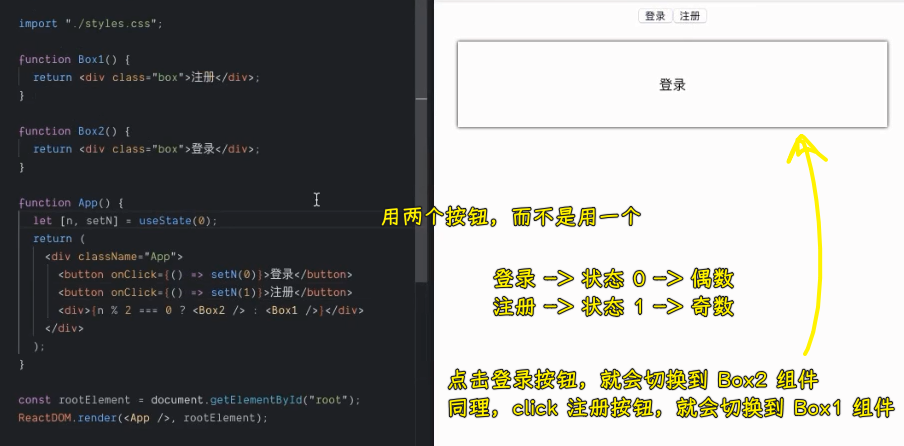 import "./styles.css";
function Box1() {
return <div class="box">注册</div>;
}
function Box2() {
return <div class="box">登录</div>;
}
function App() {
let [n, setN] = useState(0);
return (
<div className="App">
<button onClick={() => setN(0)}>登录</button>
<button onClick={() => setN(1)}>注册</button>
<div>{n % 2 === 0 ? <Box2 /> : <Box1 />}</div>
</div>
);
}
const rootElement = document.getElementById("root");
ReactDOM.render(<App />, rootElement);
登录 注册
登录
用两个按钮，而不是用一个
登录 -> 状态 0 -> 偶数
注册 -> 状态 1 -> 奇数
点击登录按钮，就会切换到 Box2 组件
同理，click 注册按钮，就会切换到 Box1 组件